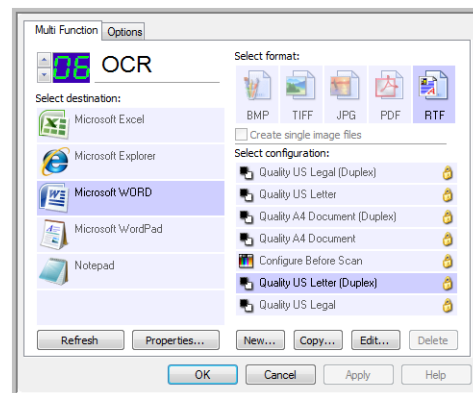 Multi Function
Options
06 OCR
Select destination:
Microsoft Excel
Microsoft Explorer
Microsoft WORD
Microsoft WordPad
Notepad
Refresh
Properties...
Select format:
BMP
TIFF
JPG
PDF
RTF
Create single image files
Select configuration:
Quality US Legal (Duplex)
Quality US Letter
Quality A4 Document (Duplex)
Quality A4 Document
Configure Before Scan
Quality US Letter (Duplex)
Quality US Legal
New...
Copy...
Edit...
Delete
OK
Cancel
Apply
Help